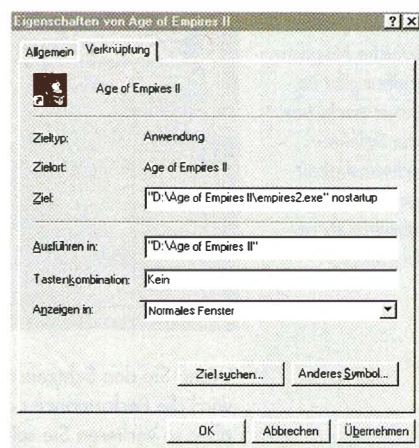 Eigenschaften von Age of Empires II
Allgemein Verknüpfung
Age of Empires II
Zieltyp: Anwendung
Zielort: Age of Empires II
Ziel: "D:\Age of Empires II\empires2.exe" nostartup
Ausführen in: "D:\Age of Empires II"
Tastenkombination: Kein
Anzeigen in: Normales Fenster
Ziel suchen... Anderes Symbol...
OK Abbrechen Übernehmen